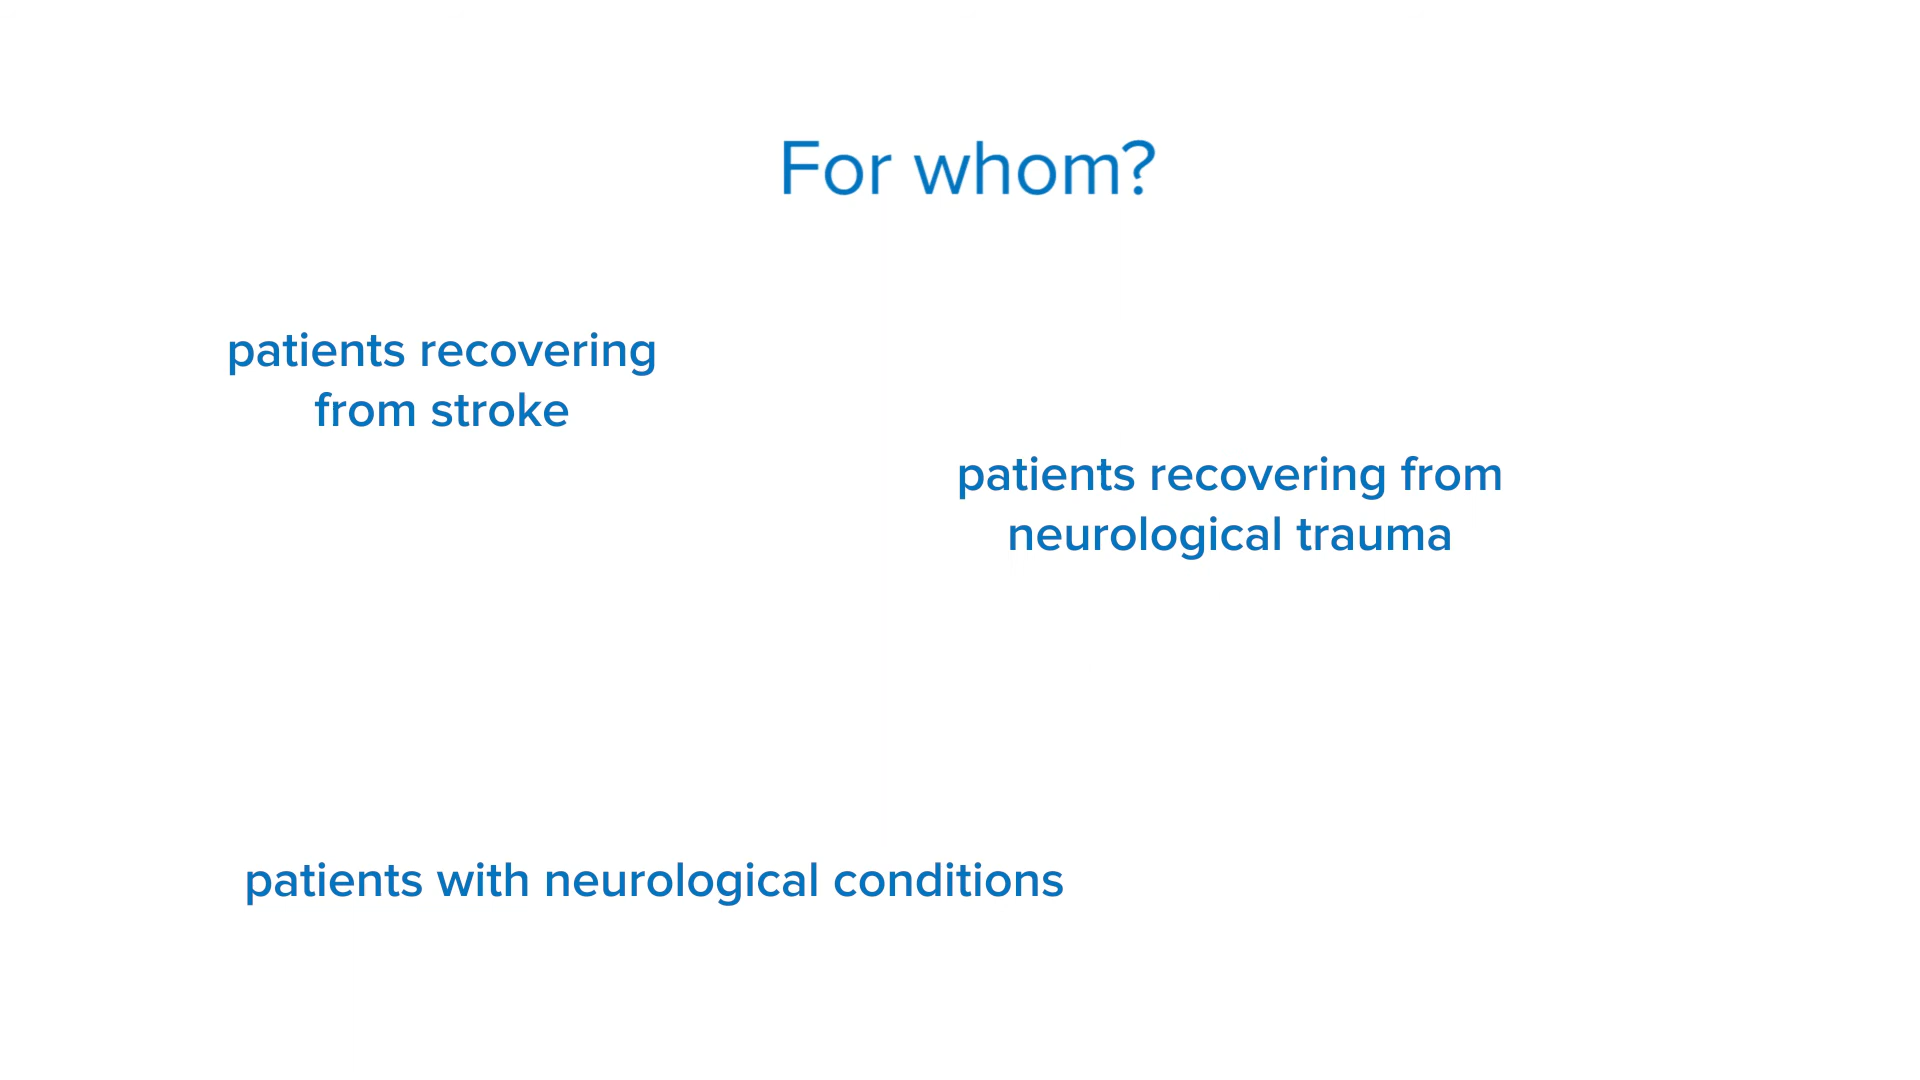 For whom?
patients recovering
from stroke
patients recovering from
neurological trauma
patients with neurological conditions